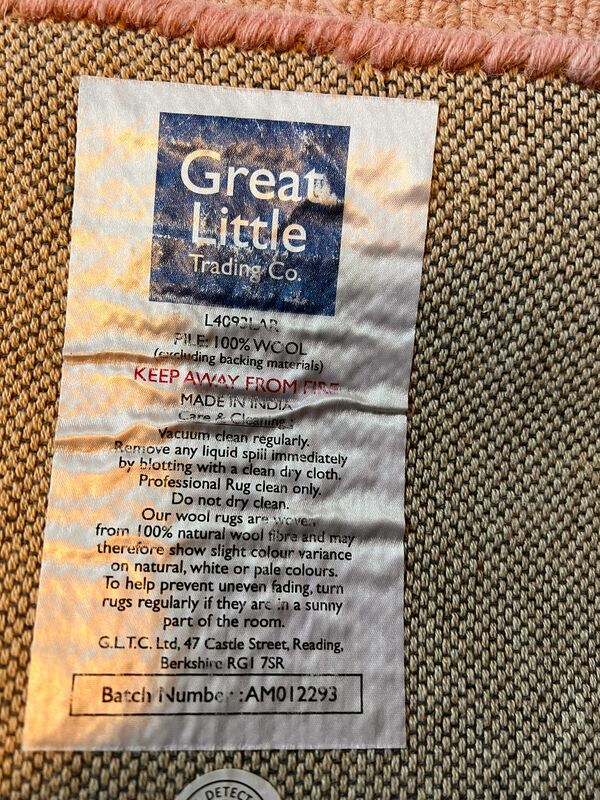 Great
Little
Trading Co.
L4093LAR
PILE: 100% WOOL
(excluding backing materials)
KEEP AWAY FROM FIRE
MADE IN INDIA
Care & Cleaning:
Vacuum clean regularly.
Remove any liquid spill immediately
by blotting with a clean dry cloth.
Professional Rug clean only.
Do not dry clean.
Our wool rugs are woven
from 100% natural wool fibre and may
therefore show slight colour variance
on natural, white or pale colours.
To help prevent uneven fading, turn
rugs regularly if they are in a sunny
part of the room.
G.L.T.C. Ltd, 47 Castle Street, Reading,
Berkshire RG1 7SR
Batch Number :AM012293
DETECT